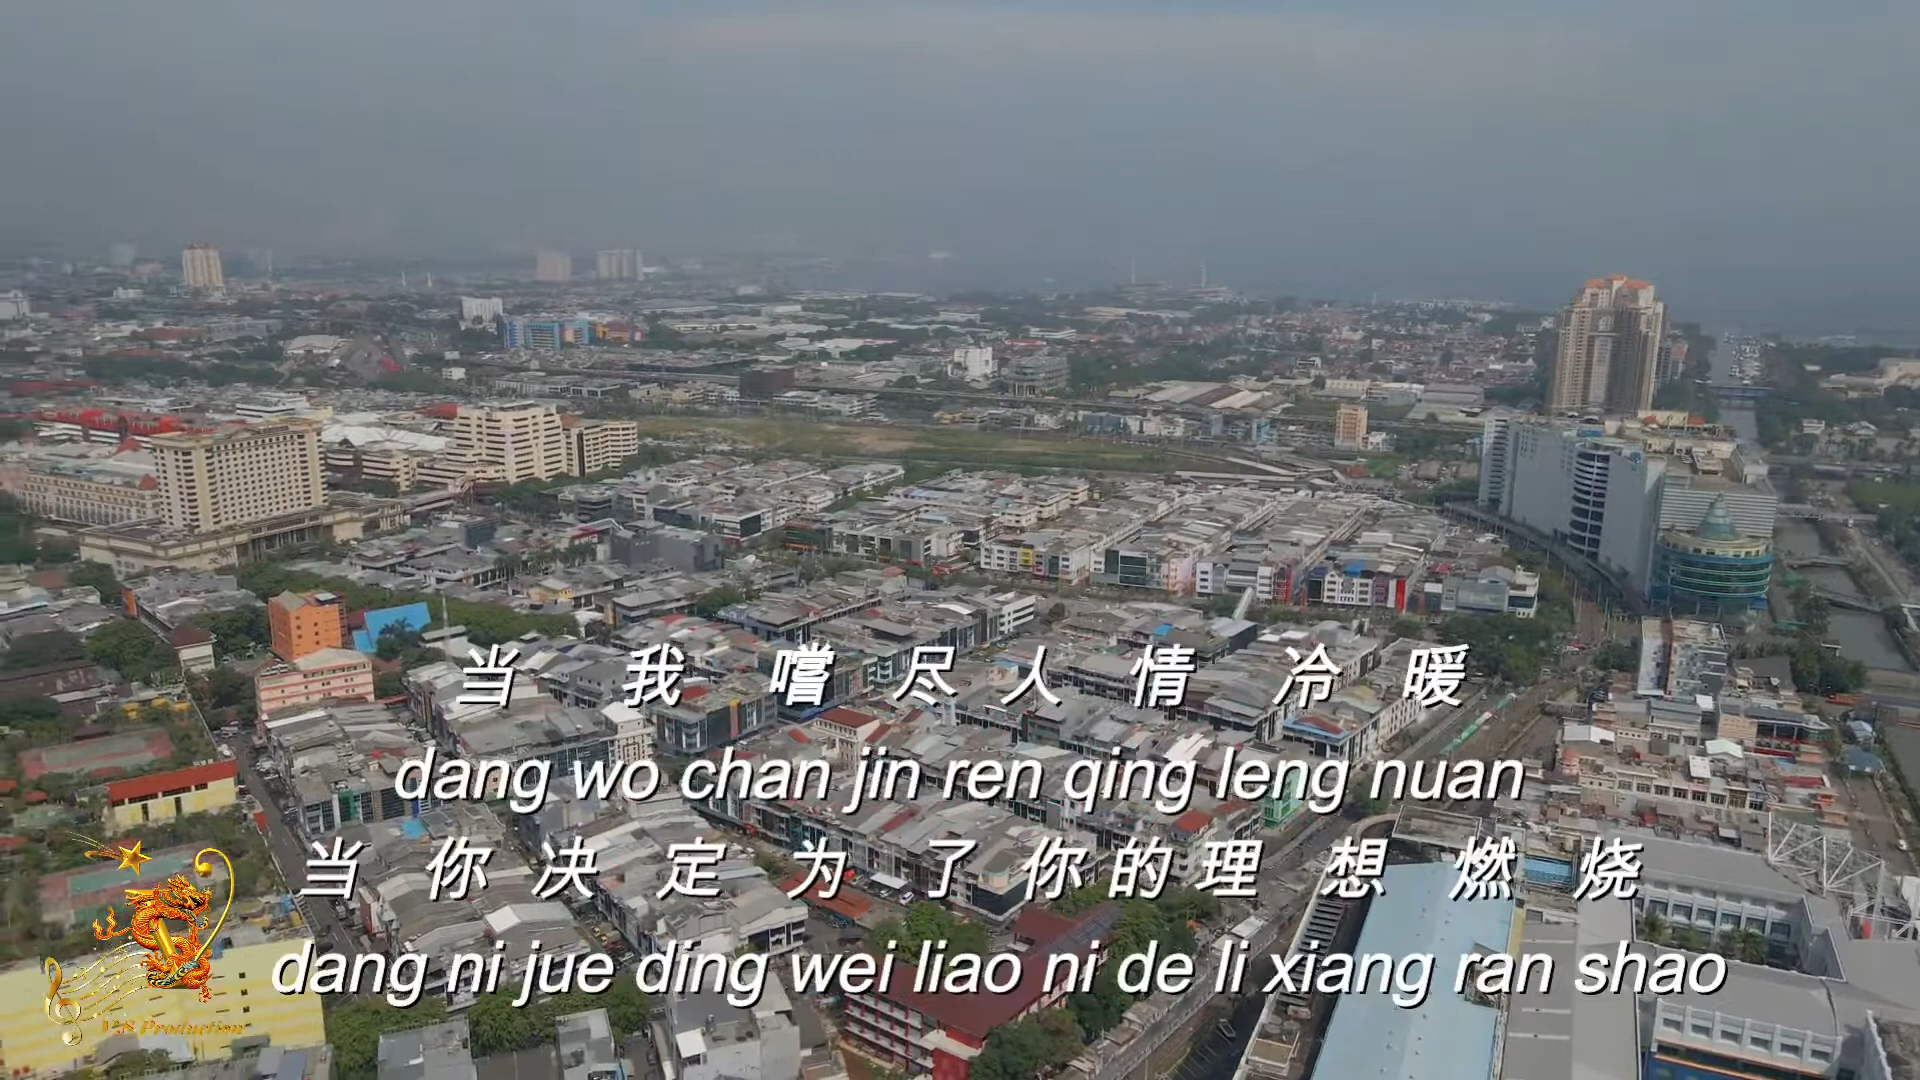 当 我 嚐 尽 人 情 冷 暖
dang wo chan jin ren qing leng nuan
当 你 决 定 为 了 你 的 理 想 燃 烧
dang ni jue ding wei liao ni de li xiang ran shao
V2S Production